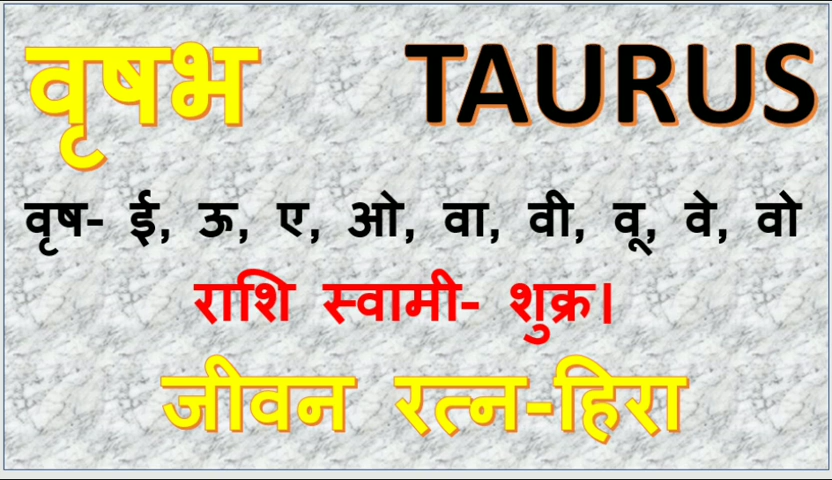 वृषभ TAURUS
वृष- ई, ऊ, ए, ओ, वा, वी, वू, वे, वो
राशि स्वामी- शुक्र।
जीवन रत्न-हिरा